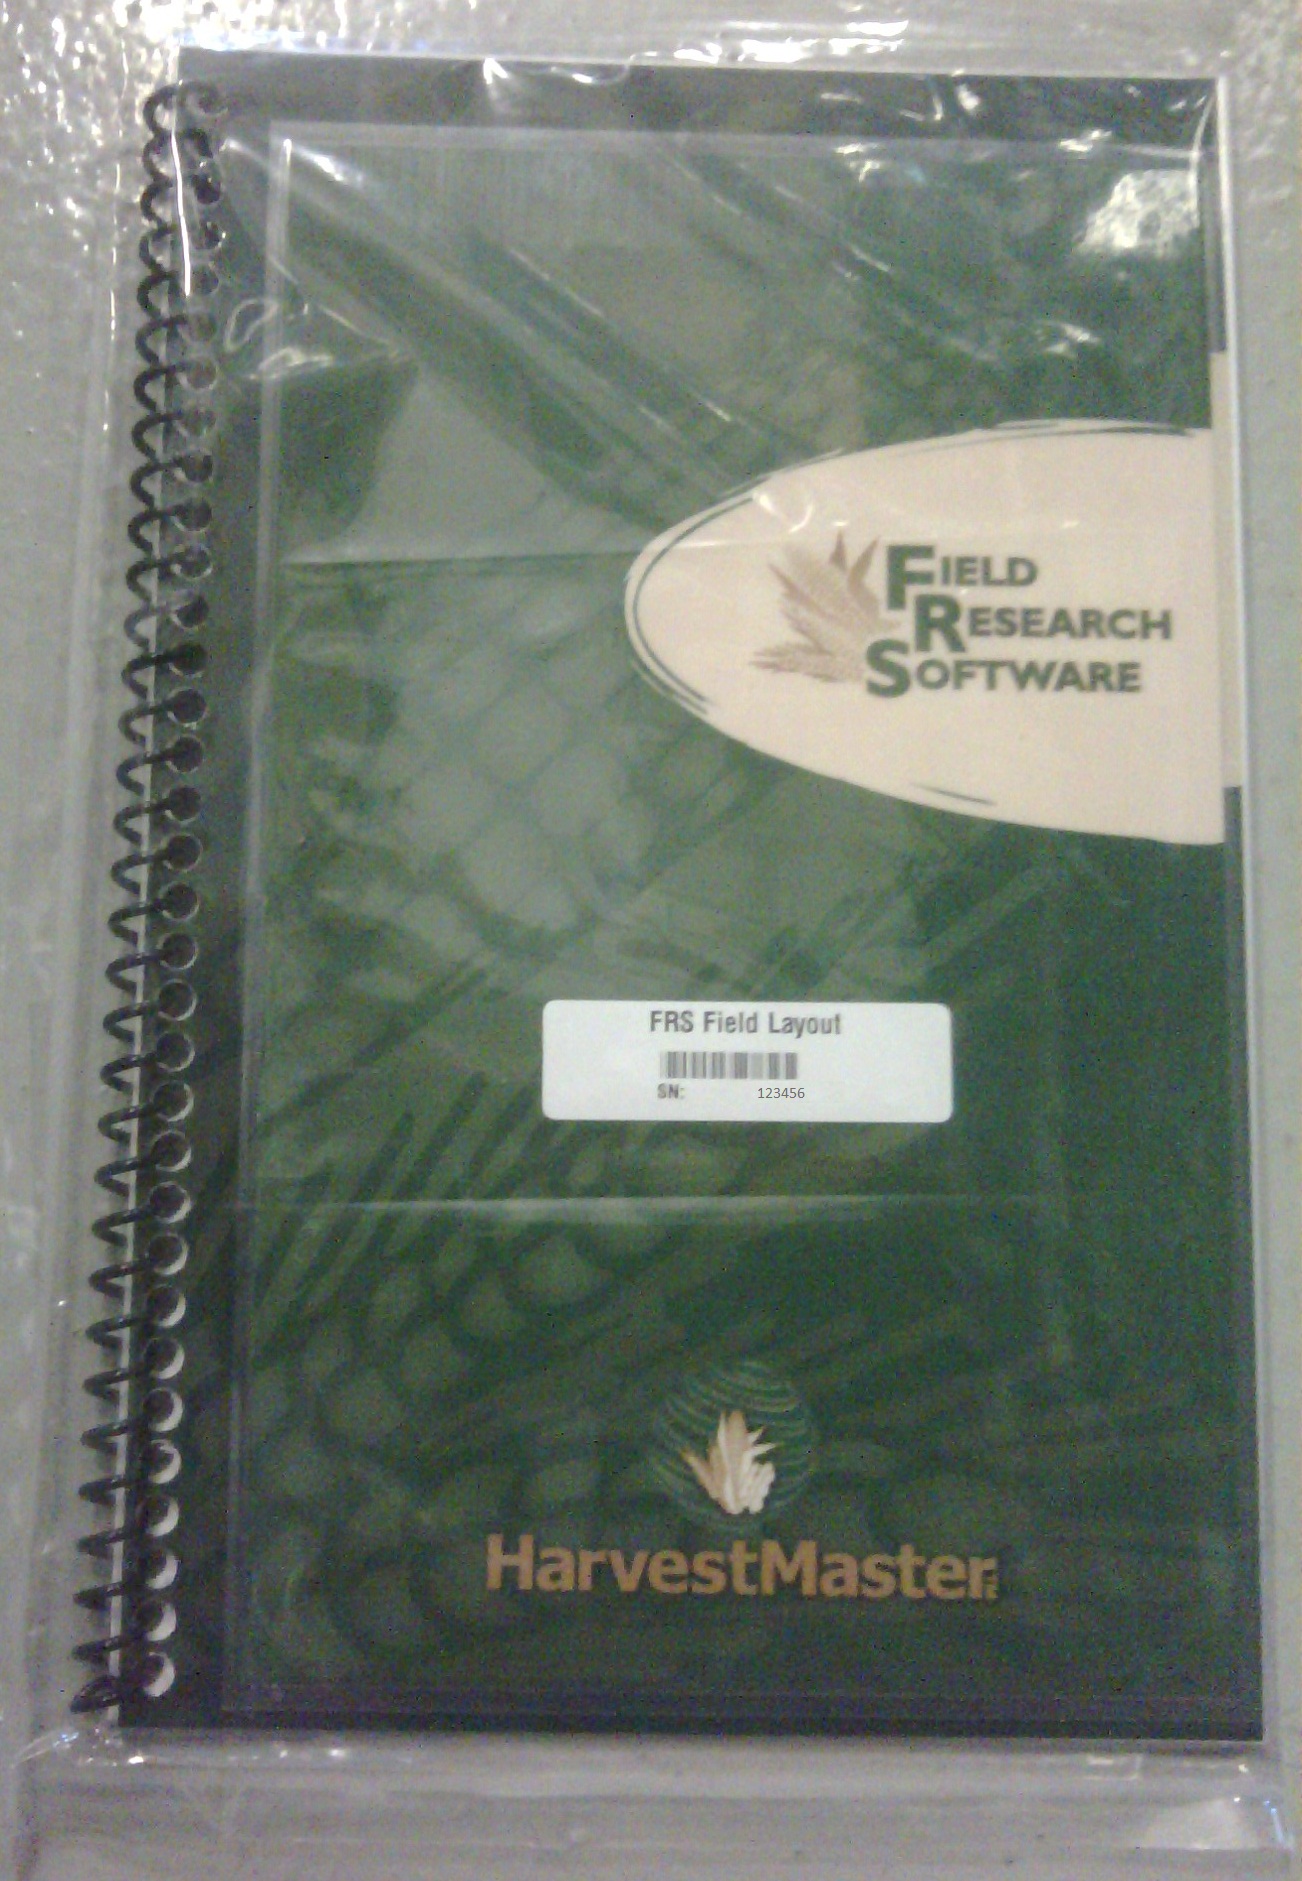 FIELD
RESEARCH
SOFTWARE
FRS Field Layout
SN: 123456
HarvestMaster